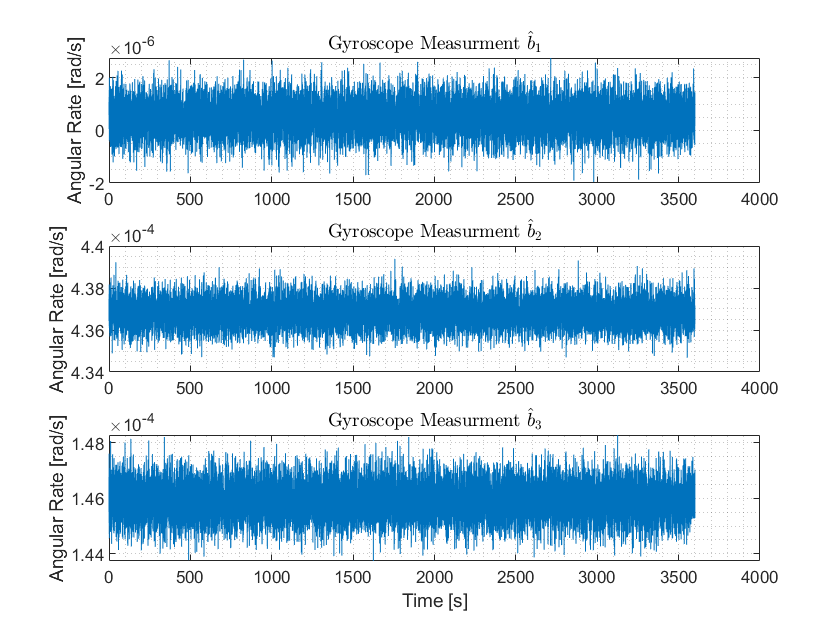 ×10⁻⁶
Gyroscope Measurment b̂₁
Angular Rate [rad/s]
2
0
-2
0 500 1000 1500 2000 2500 3000 3500 4000
×10⁻⁴
Gyroscope Measurment b̂₂
Angular Rate [rad/s]
4.4
4.38
4.36
4.34
0 500 1000 1500 2000 2500 3000 3500 4000
×10⁻⁴
Gyroscope Measurment b̂₃
Angular Rate [rad/s]
1.48
1.46
1.44
0 500 1000 1500 2000 2500 3000 3500 4000
Time [s]